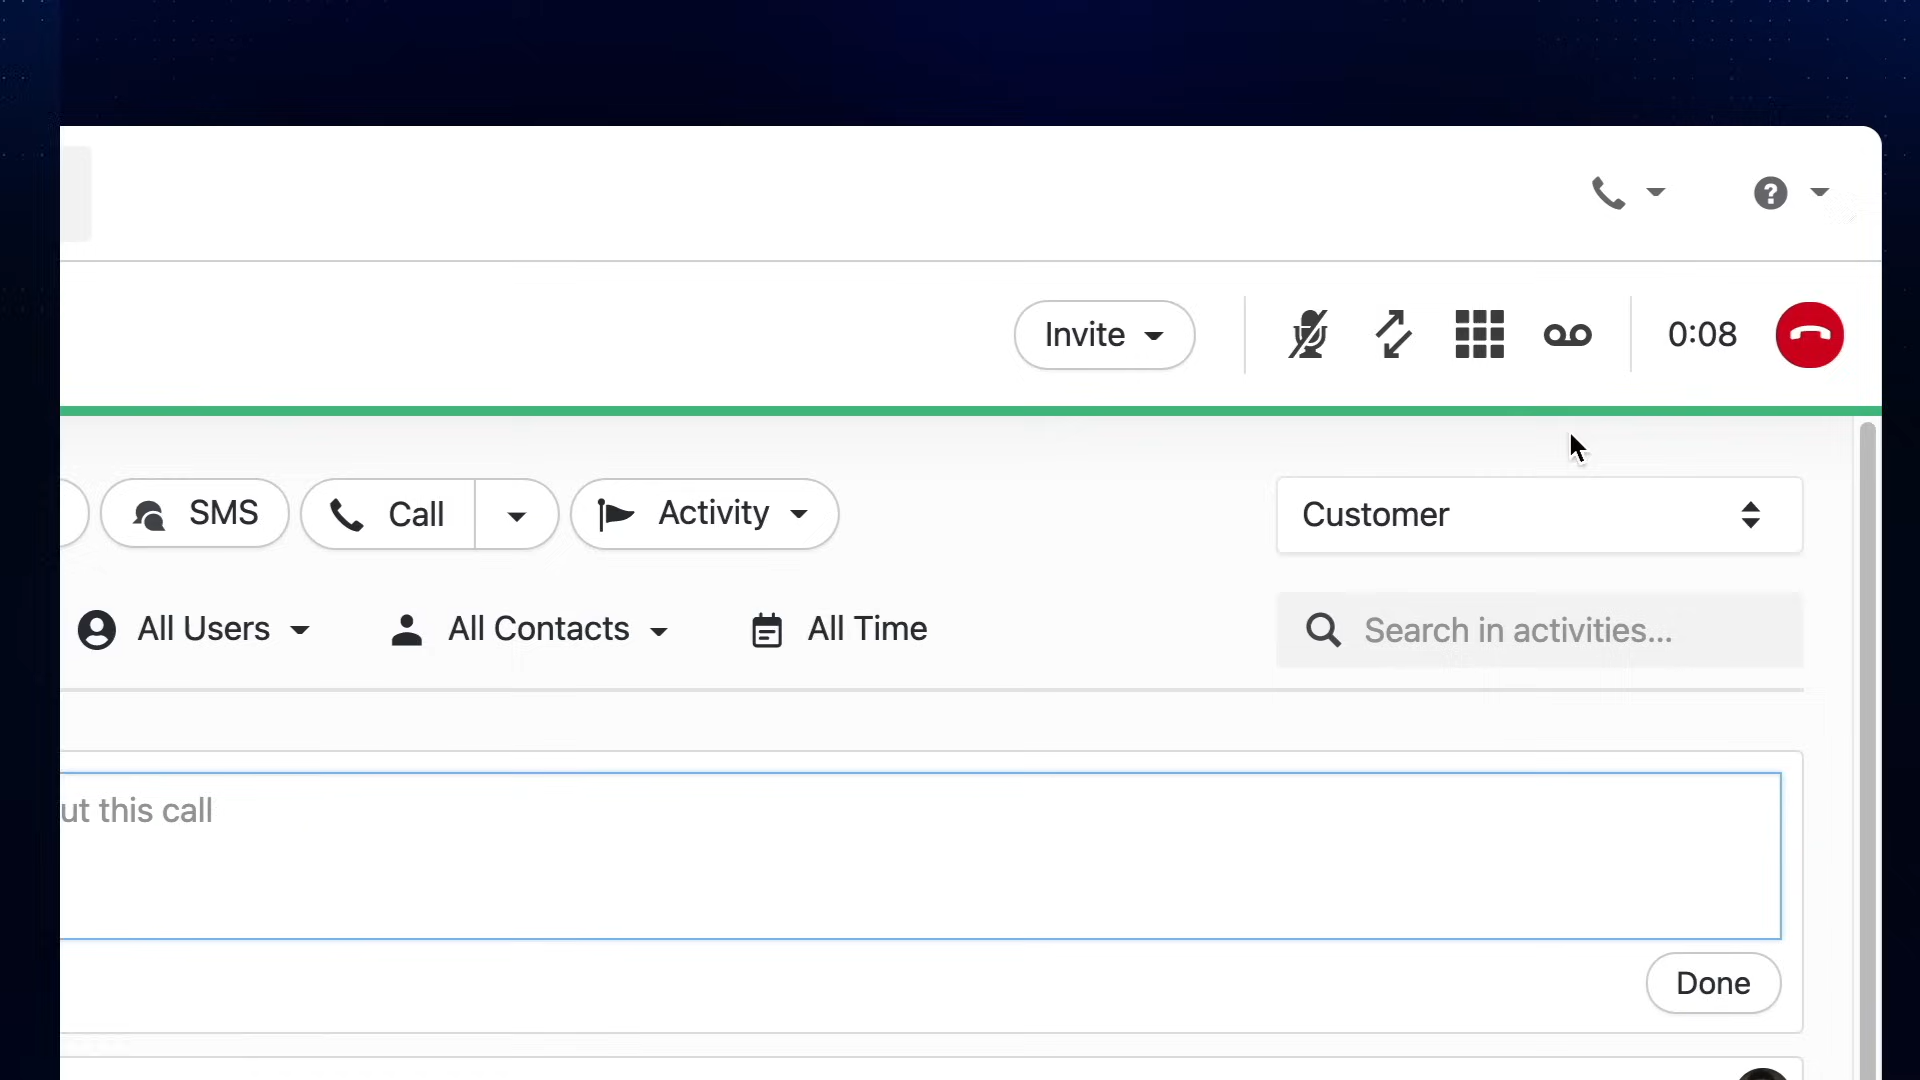 Invite
0:08
SMS
Call
Activity
Customer
All Users
All Contacts
All Time
Search in activities...
ut this call
Done